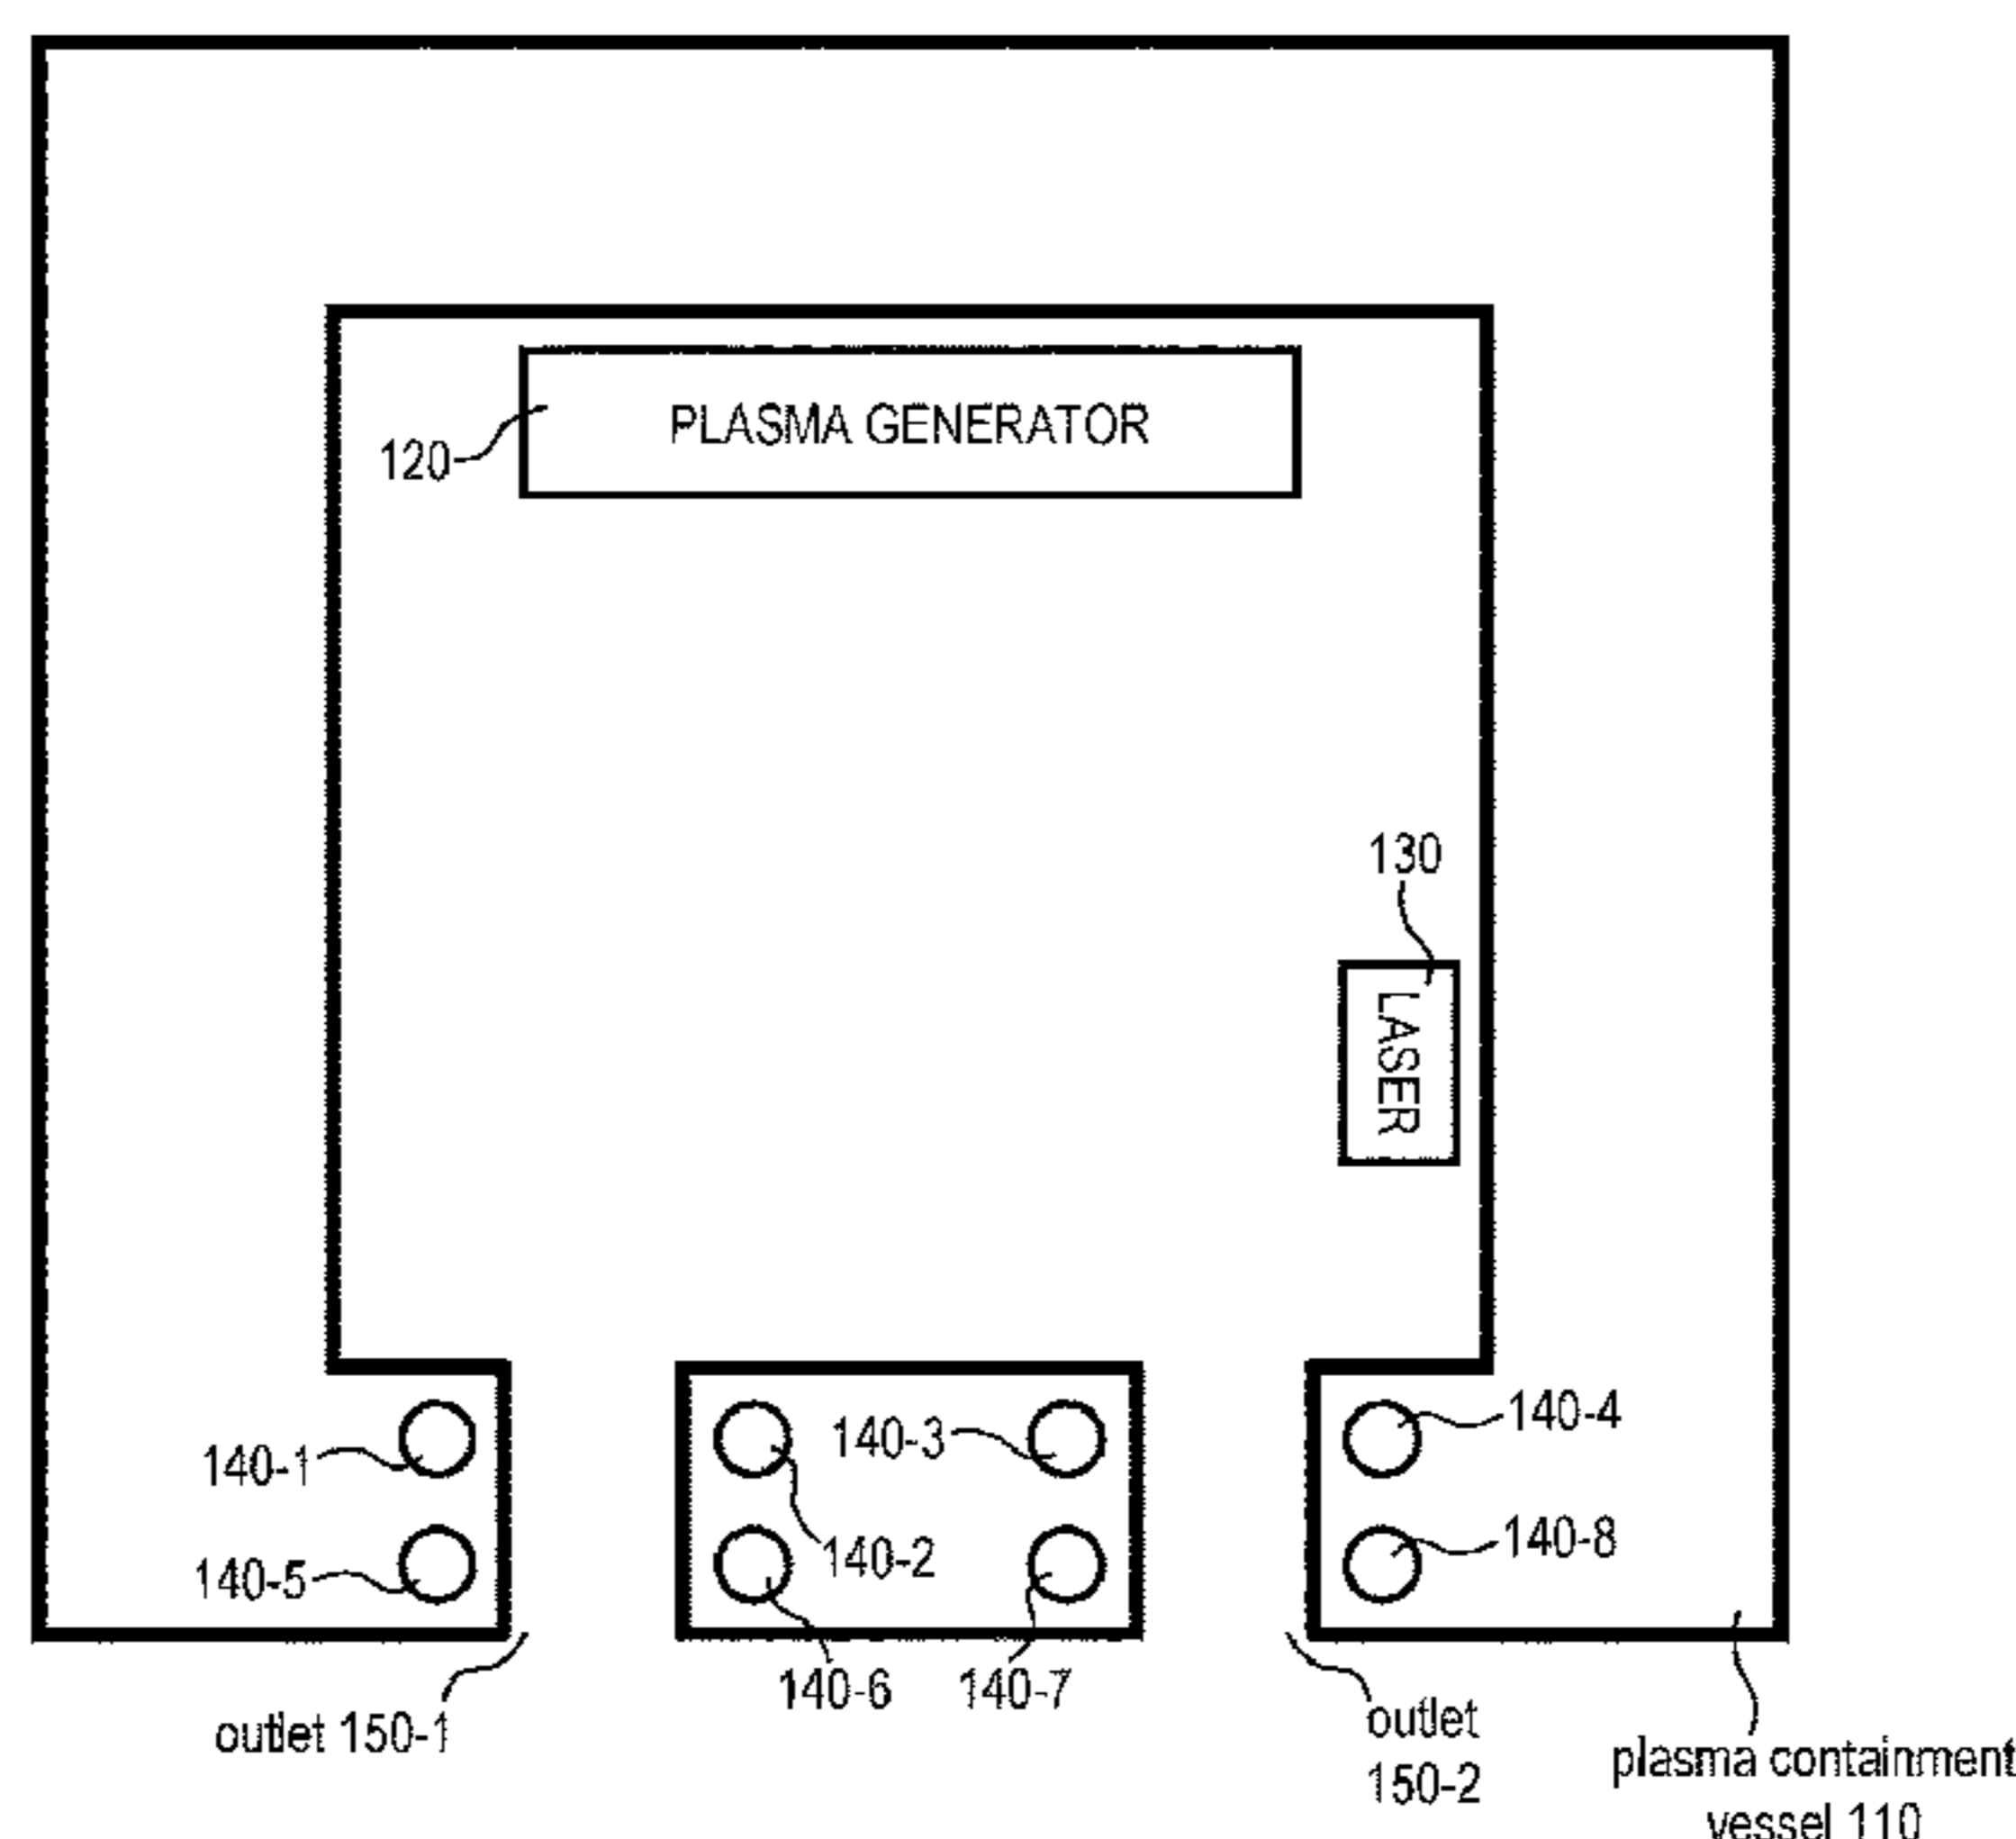 PLASMA GENERATOR
120
130
LASER
140-1
140-3
140-4
140-2
140-8
140-5
140-6
140-7
outlet 150-1
outlet
150-2
plasma containment
vessel 110